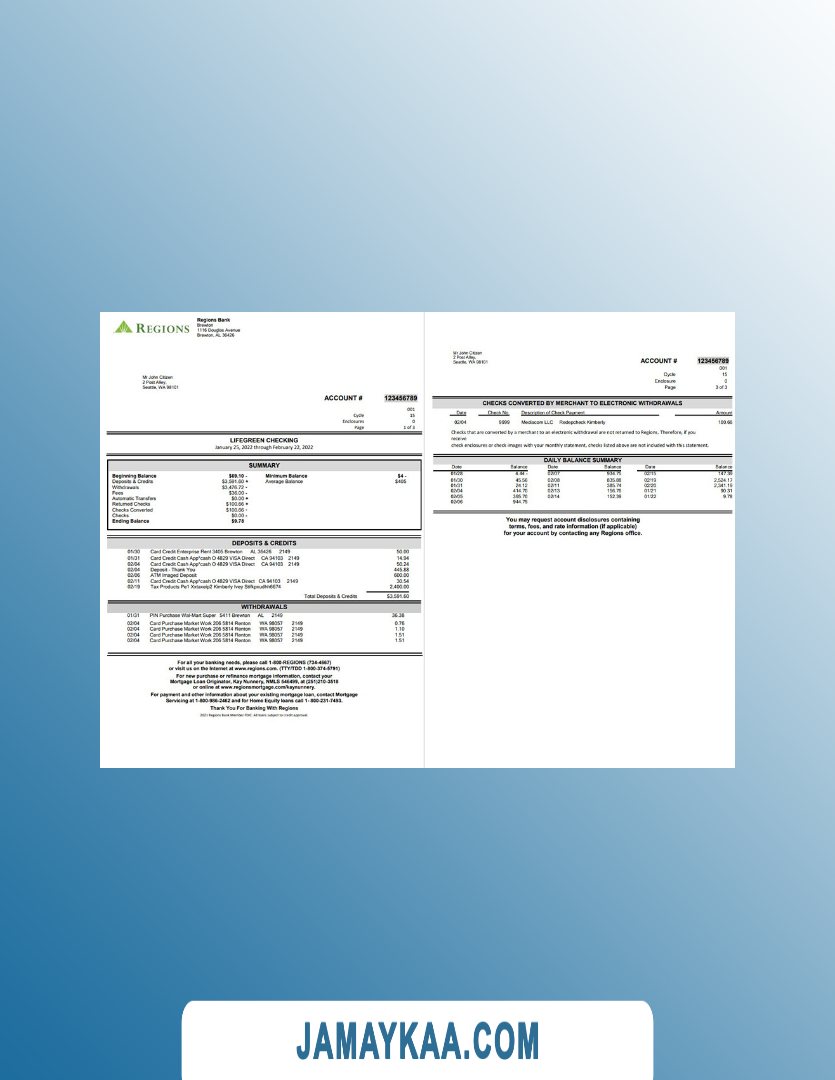 REGIONS
Regions Bank
Brewton
1116 Douglas Avenue
Brewton, AL 36426
Mr John Citizen
2 Post Alley,
Seattle, WA 98101
ACCOUNT # 123456789
001
Cycle 15
Enclosures 0
Page 1 of 3
LIFEGREEN CHECKING
January 25, 2022 through February 22, 2022
SUMMARY
Beginning Balance $69.19 - Minimum Balance $4 -
Deposits & Credits $3,591.60 + Average Balance $405
Withdrawals $3,476.72 -
Fees $36.00 -
Automatic Transfers $0.00 +
Returned Checks $100.66 +
Checks Converted $100.66 -
Checks $0.00 -
Ending Balance $9.78
DEPOSITS & CREDITS
01/30 Card Credit Enterprise Rent 3405 Brewton AL 36426 2149 50.00
01/31 Card Credit Cash App*cash O 4829 VISA Direct CA 94103 2149 14.94
02/04 Card Credit Cash App*cash O 4829 VISA Direct CA 94103 2149 50.24
02/04 Deposit - Thank You 445.88
02/06 ATM Imaged Deposit 600.00
02/11 Card Credit Cash App*cash O 4829 VISA Direct CA 94103 2149 30.54
02/19 Tax Products Pe1 Kimberly Ivey 2,400.00
Total Deposits & Credits $3,591.60
WITHDRAWALS
01/31 PIN Purchase Wal-Mart Super 5411 Brewton AL 2149 36.38
02/04 Card Purchase Market Work 206 5814 Renton WA 98057 2149 0.76
02/04 Card Purchase Market Work 206 5814 Renton WA 98057 2149 1.10
02/04 Card Purchase Market Work 206 5814 Renton WA 98057 2149 1.51
02/04 Card Purchase Market Work 206 5814 Renton WA 98057 2149 1.51
For all your banking needs, please call 1-800-REGIONS (734-4667)
or visit us on the Internet at www.regions.com. (TTY/TDD 1-800-374-5791)
For new purchase or refinance mortgage information, contact your
Mortgage Loan Originator, Kay Nunnery, NMLS 546499, at (251)210-3518
or online at www.regionsmortgage.com/kaynunnery.
For payment and other information about your existing mortgage loan, contact Mortgage
Servicing at 1-800-986-2462 and for Home Equity loans call 1- 800-231-7493.
Thank You For Banking With Regions
2021 Regions Bank Member FDIC. All loans subject to credit approval.
Mr John Citizen
2 Post Alley,
Seattle, WA 98101
ACCOUNT # 123456789
001
Cycle 15
Enclosure 0
Page 3 of 3
CHECKS CONVERTED BY MERCHANT TO ELECTRONIC WITHDRAWALS
Date Check No. Description of Check Payment Amount
02/04 9999 Mediacom LLC Redepcheck Kimberly 100.66
Checks that are converted by a merchant to an electronic withdrawal are not returned to Regions, Therefore, if you
receive
check enclosures or check images with your monthly statement, checks listed above are not included with this statement.
DAILY BALANCE SUMMARY
Date Balance Date Balance Date Balance
01/28 4.44 - 02/07 934.75 02/15 147.39
01/30 45.56 02/08 835.88 02/19 2,524.17
01/31 24.12 02/11 385.74 02/20 2,341.19
02/04 414.70 02/13 156.70 01/21 90.31
02/05 385.70 02/14 152.39 01/22 9.78
02/06 944.75
You may request account disclosures containing
terms, foss, and rate information (if applicable)
for your account by contacting any Regions office.
JAMAYKAA.COM